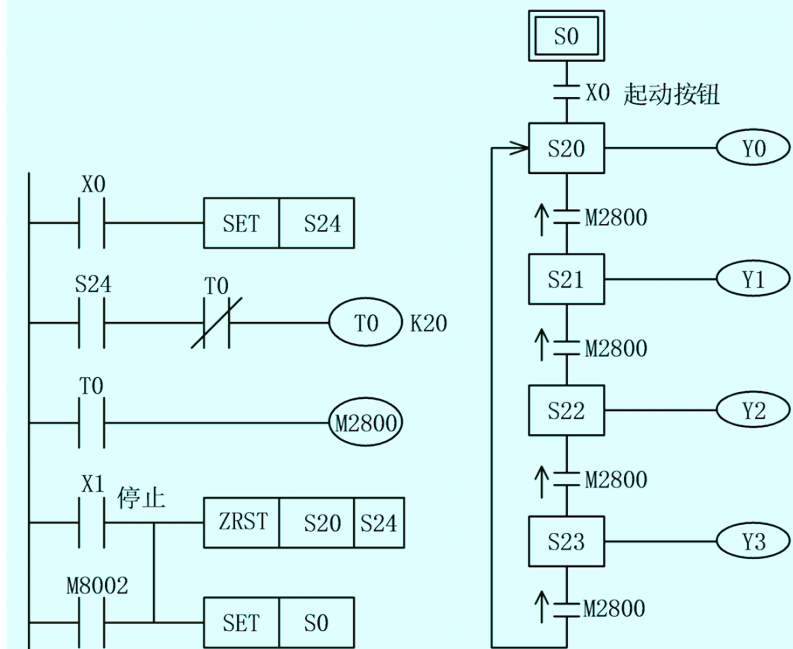 X0
SET S24
S24 T0
T0 K20
T0
M2800
X1 停止
ZRST S20 S24
M8002
SET S0
S0
X0 起动按钮
S20 Y0
M2800
S21 Y1
M2800
S22 Y2
M2800
S23 Y3
M2800